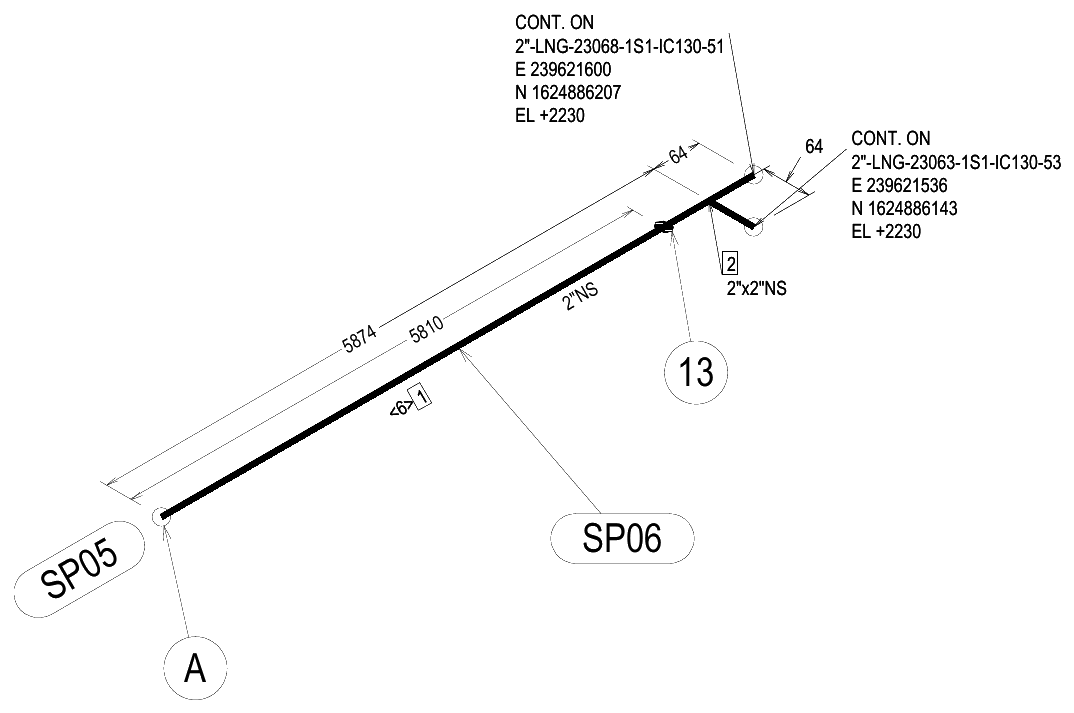 CONT. ON
2"-LNG-23068-1S1-IC130-51
E 239621600
N 1624886207
EL +2230
CONT. ON
2"-LNG-23063-1S1-IC130-53
E 239621536
N 1624886143
EL +2230
64
64
2
2"x2"NS
2"NS
5874
5810
13
<6> 1
SP06
SP05
A